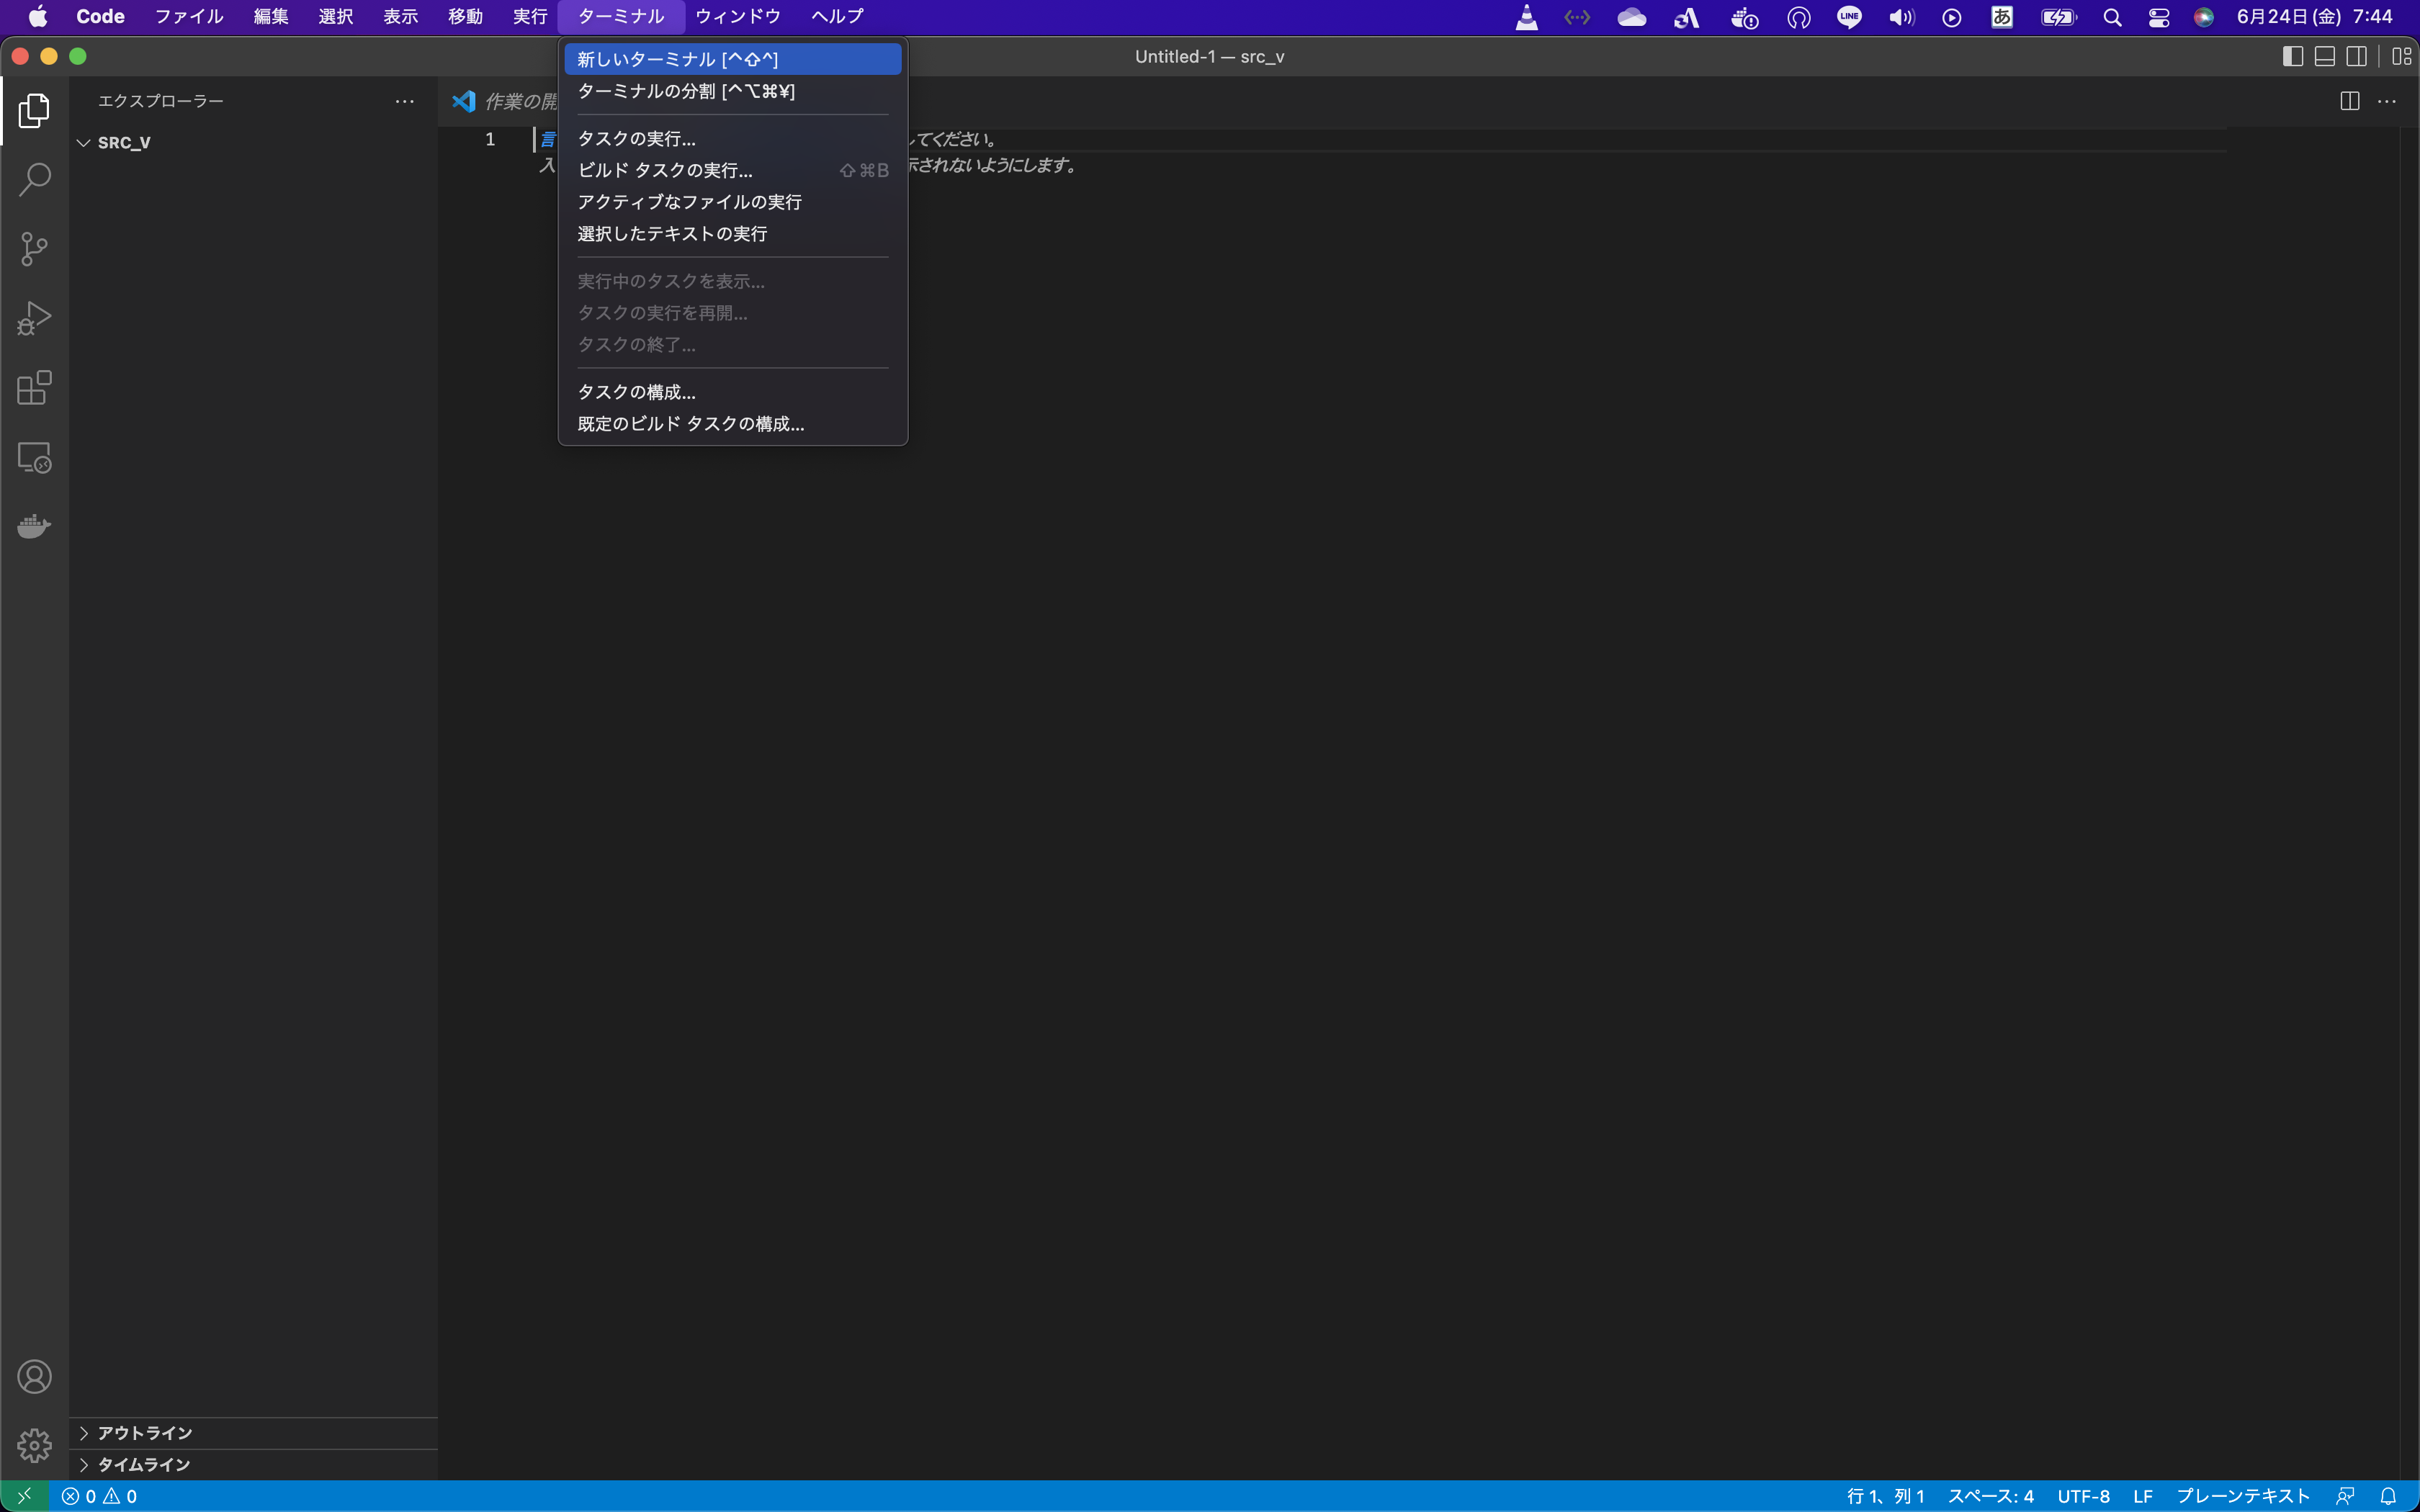 Code ファイル 編集 選択 表示 移動 実行 ターミナル ウィンドウ ヘルプ LINE あ 6月24日(金) 7:44
Untitled-1 — src_v
エクスプローラー
作業の開
SRC_V
新しいターミナル [^⇧^]
ターミナルの分割 [^⌥⌘¥]
タスクの実行...
ビルド タスクの実行... ⇧⌘B
アクティブなファイルの実行
選択したテキストの実行
実行中のタスクを表示...
タスクの実行を再開...
タスクの終了...
タスクの構成...
既定のビルド タスクの構成...
1 言 してください。
入 示されないようにします。
アウトライン
タイムライン
0 0 行 1、列 1 スペース: 4 UTF-8 LF プレーンテキスト